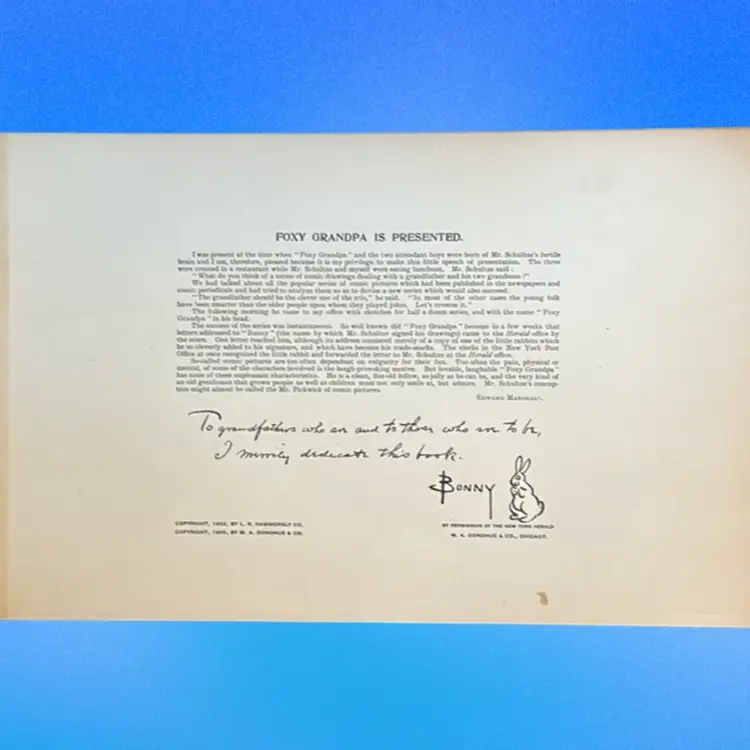 FOXY GRANDPA IS PRESENTED.
I was present at the time when "Foxy Grandpa" and the two attendant boys were born of Mr. Schultze's fertile
brain and I am, therefore, pleased because it is my privilege to make this little speech of presentation. The three
were created in a restaurant while Mr. Schultze and myself were eating luncheon. Mr. Schultze said:
"What do you think of a series of comic drawings dealing with a grandfather and his two grandsons?"
We had talked about all the popular series of comic pictures which had been published in the newspapers and
comic periodicals and had tried to analyze them so as to devise a new series which would also succeed.
"The grandfather should be the clever one of the trio," he said. "In most of the other cases the young folk
have been smarter than the older people upon whom they played jokes. Let's reverse it."
The following morning he came to my office with sketches for half a dozen series, and with the name "Foxy
Grandpa" in his head.
The success of the series was instantaneous. So well known did "Foxy Grandpa" become in a few weeks that
letters addressed to "Bunny" (the name by which Mr. Schultze signed his drawings) came to the Herald office by
the score. One letter reached him, although its address consisted merely of a copy of one of the little rabbits which
he so cleverly added to his signature, and which have become his trade-marks. The clerks in the New York Post
Office at once recognized the little rabbit and forwarded the letter to Mr. Schultze at the Herald office.
So-called comic pictures are too often dependent on vulgarity for their fun. Too often the pain, physical or
mental, of some of the characters involved is the laugh-provoking motive. But lovable, laughable "Foxy Grandpa"
has none of these unpleasant characteristics. He is a clean, fine old fellow, as jolly as he can be, and the very kind of
an old gentleman that grown people as well as children must not only smile at, but admire. Mr. Schultze's concep-
tion might almost be called the Mr. Pickwick of comic pictures.
EDWARD MARSHALL.
To grandfathers who are and to those who are to be,
I merrily dedicate this book.
BUNNY
COPYRIGHT, 1902, BY L. R. HAMMERSLY CO.
COPYRIGHT, 1905, BY M. A. DONOHUE & CO.
BY PERMISSION OF THE NEW YORK HERALD
M. A. DONOHUE & CO., CHICAGO.